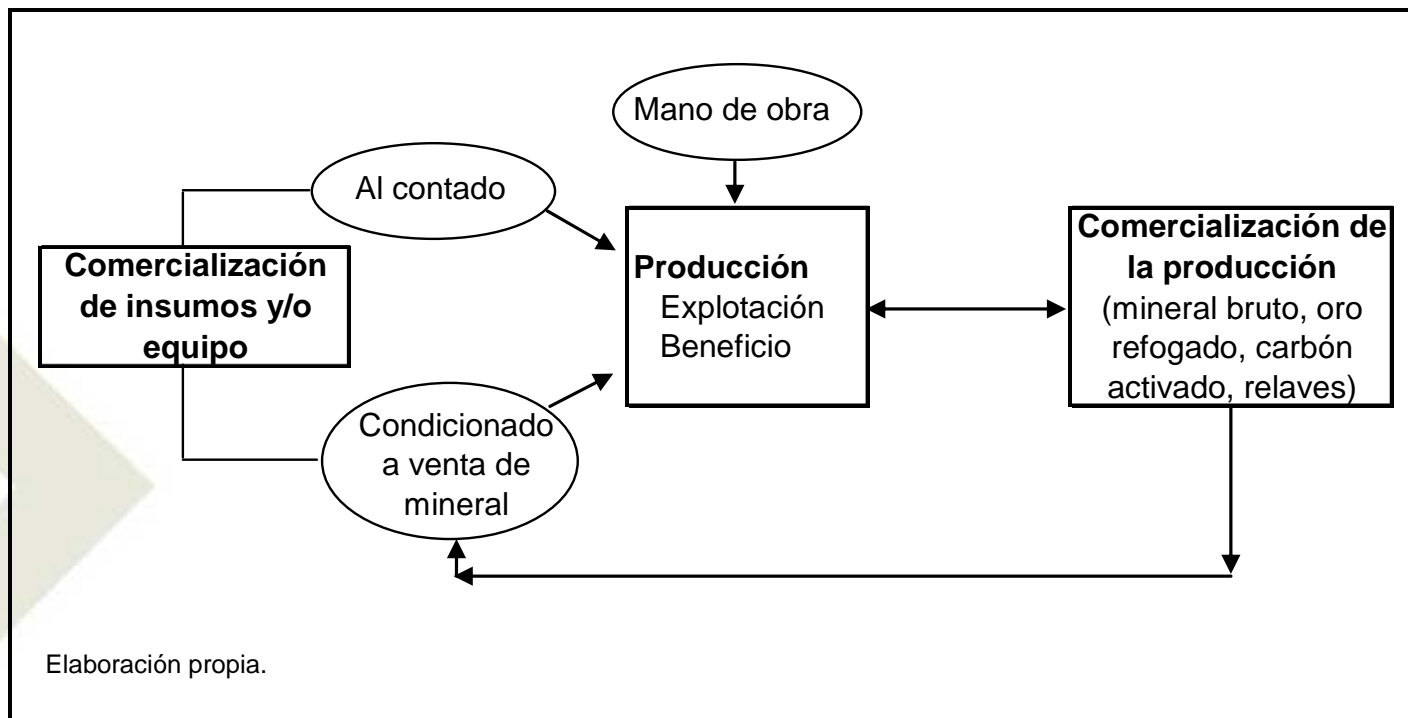 Mano de obra
Al contado
Comercialización
de insumos y/o
equipo
Condicionado
a venta de
mineral
Producción
Explotación
Beneficio
Comercialización de
la producción
(mineral bruto, oro
refogado, carbón
activado, relaves)
Elaboración propia.